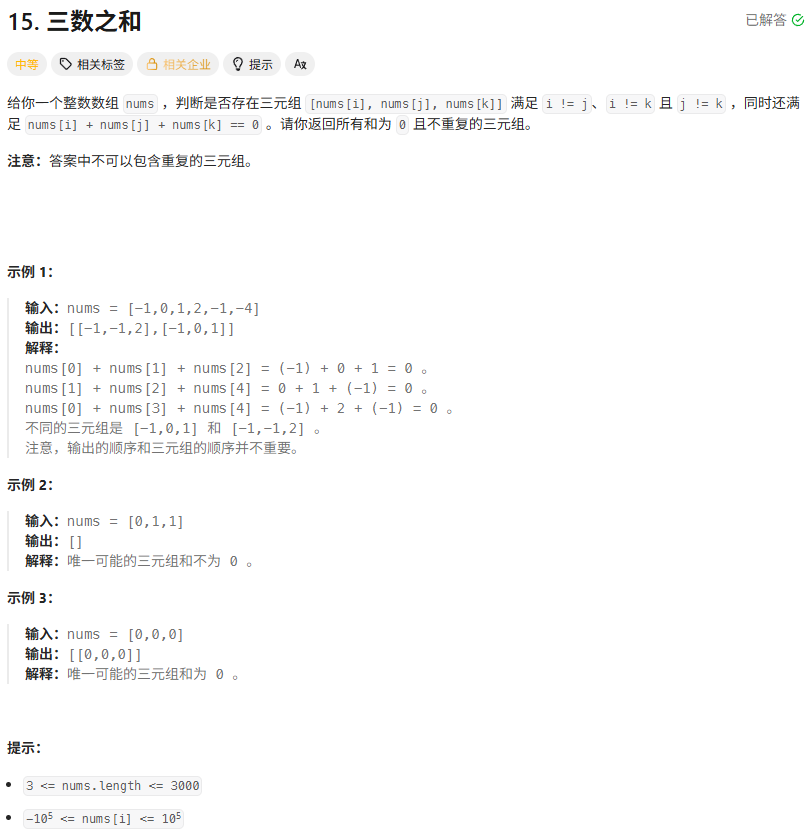 15. 三数之和
已解答
中等 相关标签 相关企业 提示 Ax
给你一个整数数组 nums ，判断是否存在三元组 [nums[i], nums[j], nums[k]] 满足 i != j、i != k 且 j != k ，同时还满
足 nums[i] + nums[j] + nums[k] == 0 。请你返回所有和为 0 且不重复的三元组。
注意：答案中不可以包含重复的三元组。
示例 1：
输入：nums = [-1,0,1,2,-1,-4]
输出：[[-1,-1,2],[-1,0,1]]
解释：
nums[0] + nums[1] + nums[2] = (-1) + 0 + 1 = 0 。
nums[1] + nums[2] + nums[4] = 0 + 1 + (-1) = 0 。
nums[0] + nums[3] + nums[4] = (-1) + 2 + (-1) = 0 。
不同的三元组是 [-1,0,1] 和 [-1,-1,2] 。
注意，输出的顺序和三元组的顺序并不重要。
示例 2：
输入：nums = [0,1,1]
输出：[]
解释：唯一可能的三元组和不为 0 。
示例 3：
输入：nums = [0,0,0]
输出：[[0,0,0]]
解释：唯一可能的三元组和为 0 。
提示：
3 <= nums.length <= 3000
-10⁵ <= nums[i] <= 10⁵